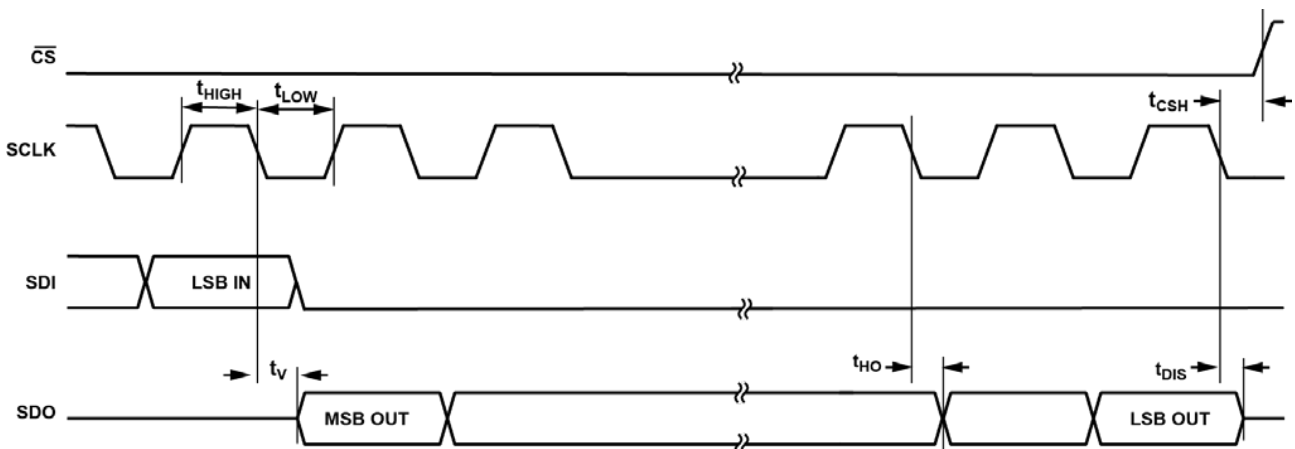 CS
tHIGH
tLOW
tCSH
SCLK
SDI
LSB IN
tV
tHO
tDIS
SDO
MSB OUT
LSB OUT